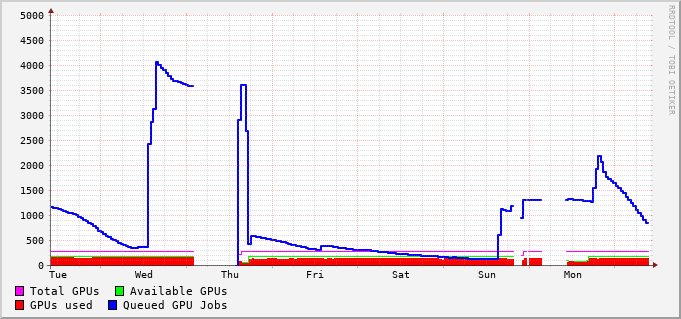 5000
4500
4000
3500
3000
2500
2000
1500
1000
500
0
Tue Wed Thu Fri Sat Sun Mon
Total GPUs Available GPUs
GPUs used Queued GPU Jobs
RRDTOOL / TOBI OETIKER